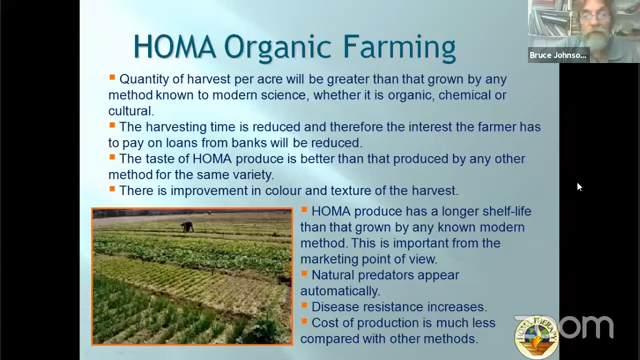 HOMA Organic Farming
Bruce Johnso...
Quantity of harvest per acre will be greater than that grown by any
method known to modern science, whether it is organic, chemical or
cultural.
The harvesting time is reduced and therefore the interest the farmer has
to pay on loans from banks will be reduced.
The taste of HOMA produce is better than that produced by any other
method for the same variety.
There is improvement in colour and texture of the harvest.
HOMA produce has a longer shelf-life
than that grown by any known modern
method. This is important from the
marketing point of view.
Natural predators appear
automatically.
Disease resistance increases.
Cost of production is much less
compared with other methods.
zoom